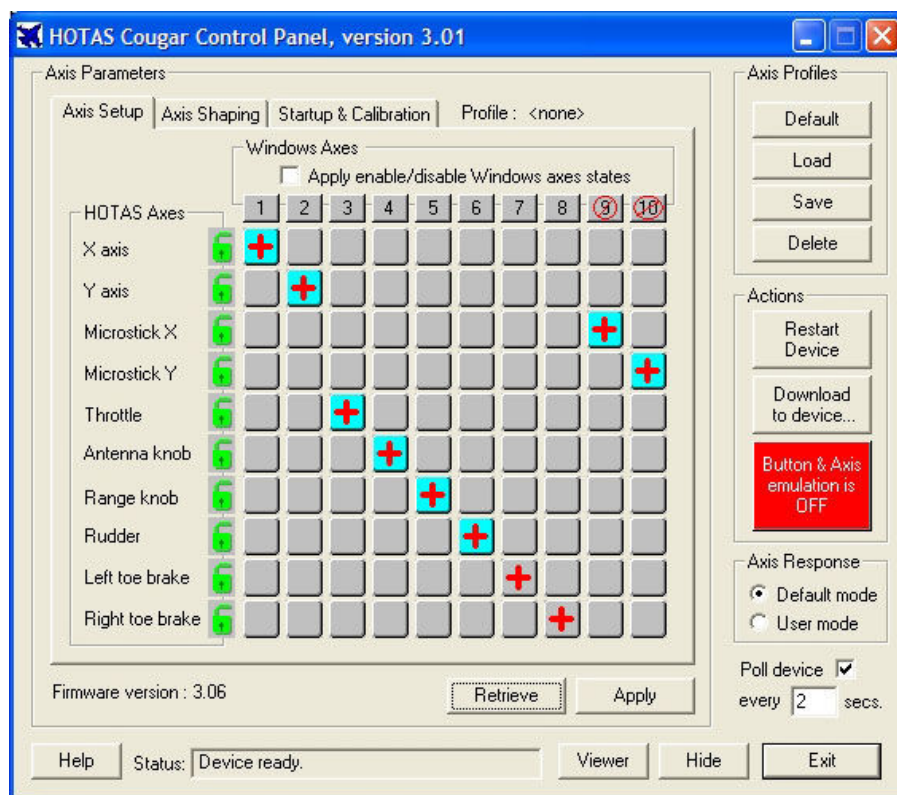 HOTAS Cougar Control Panel, version 3.01
Axis Parameters
Axis Setup
Axis Shaping
Startup & Calibration
Profile : <none>
Windows Axes
Apply enable/disable Windows axes states
HOTAS Axes
1 2 3 4 5 6 7 8 9 10
X axis
Y axis
Microstick X
Microstick Y
Throttle
Antenna knob
Range knob
Rudder
Left toe brake
Right toe brake
Firmware version : 3.06
Retrieve
Apply
Axis Profiles
Default
Load
Save
Delete
Actions
Restart
Device
Download
to device...
Button & Axis
emulation is
OFF
Axis Response
Default mode
User mode
Poll device
every 2 secs.
Help
Status: Device ready.
Viewer
Hide
Exit